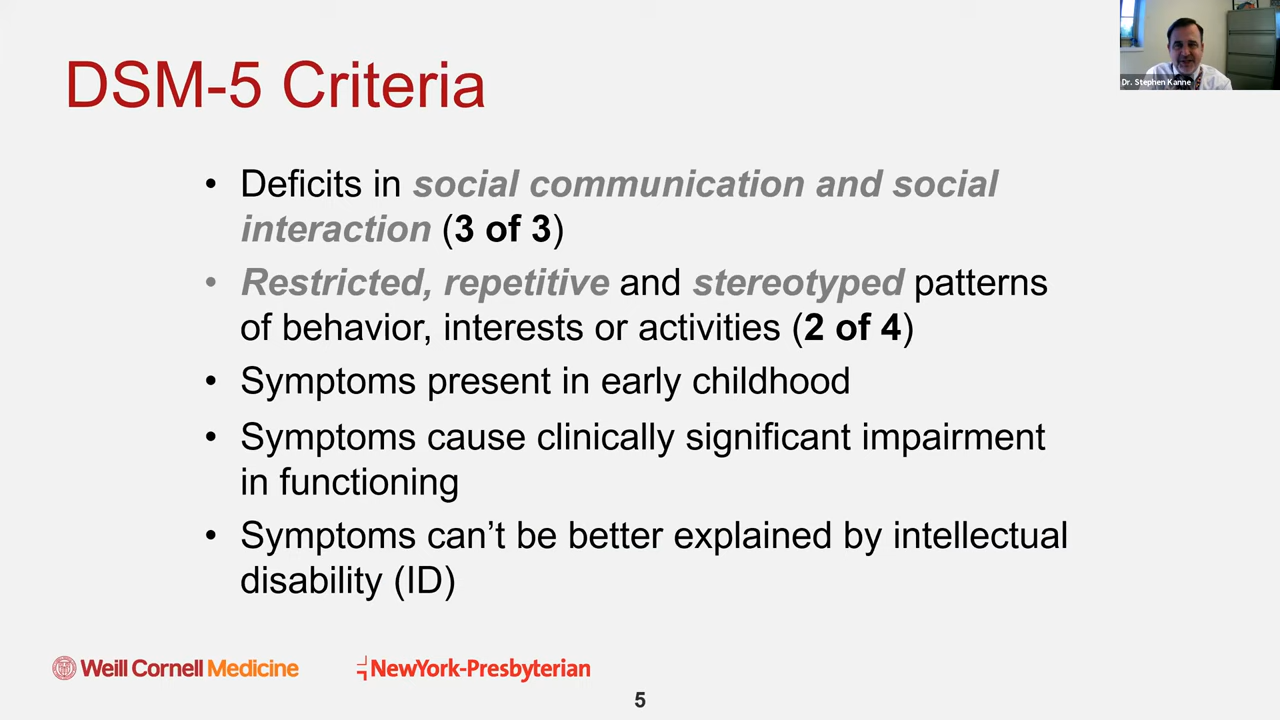 Dr. Stephen Kanne
DSM-5 Criteria
• Deficits in social communication and social
interaction (3 of 3)
• Restricted, repetitive and stereotyped patterns
of behavior, interests or activities (2 of 4)
• Symptoms present in early childhood
• Symptoms cause clinically significant impairment
in functioning
• Symptoms can’t be better explained by intellectual
disability (ID)
Weill Cornell Medicine
NewYork-Presbyterian
5